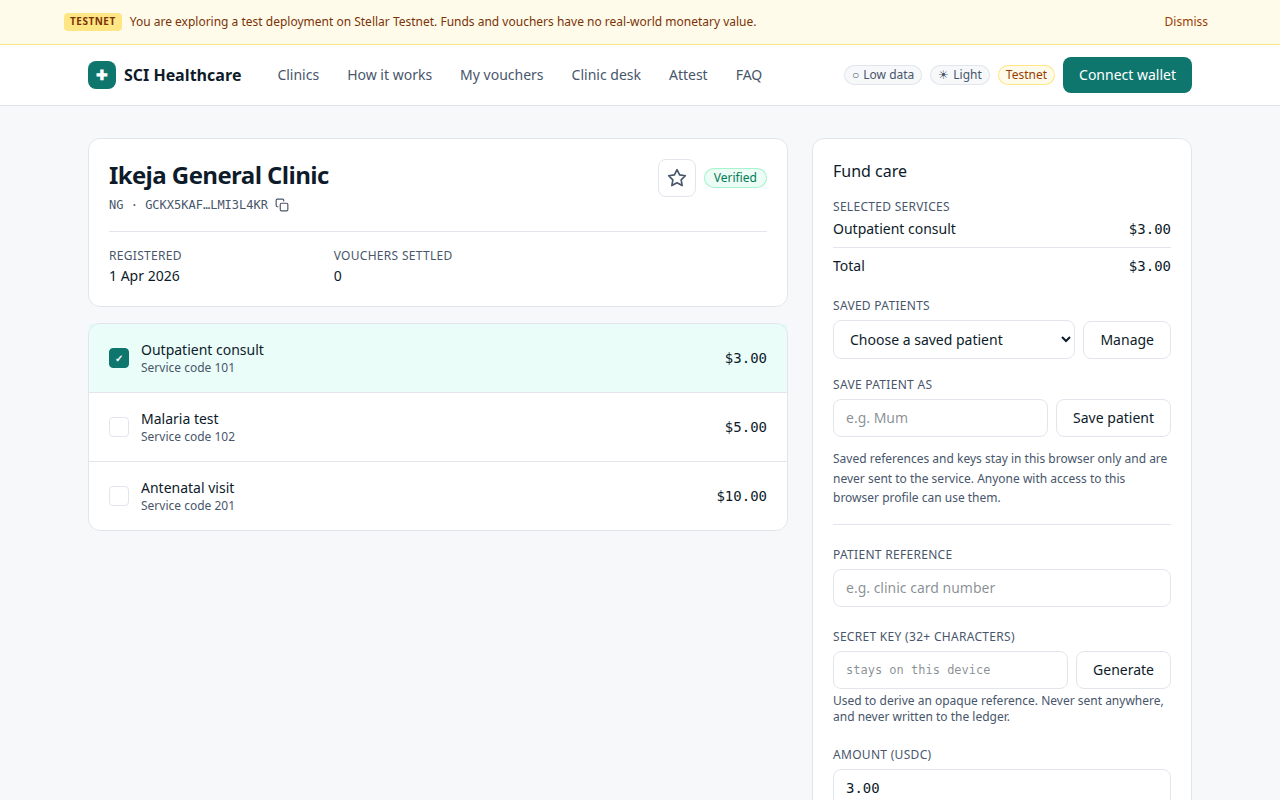 TESTNET You are exploring a test deployment on Stellar Testnet. Funds and vouchers have no real-world monetary value. Dismiss
SCI Healthcare Clinics How it works My vouchers Clinic desk Attest FAQ Low data Light Testnet Connect wallet
Ikeja General Clinic
Verified
NG · GCKX5KAF…LMI3L4KR
REGISTERED VOUCHERS SETTLED
1 Apr 2026 0
Outpatient consult
Service code 101
$3.00
Malaria test
Service code 102
$5.00
Antenatal visit
Service code 201
$10.00
Fund care
SELECTED SERVICES
Outpatient consult $3.00
Total $3.00
SAVED PATIENTS
Choose a saved patient Manage
SAVE PATIENT AS
e.g. Mum Save patient
Saved references and keys stay in this browser only and are
never sent to the service. Anyone with access to this
browser profile can use them.
PATIENT REFERENCE
e.g. clinic card number
SECRET KEY (32+ CHARACTERS)
stays on this device Generate
Used to derive an opaque reference. Never sent anywhere,
and never written to the ledger.
AMOUNT (USDC)
3.00